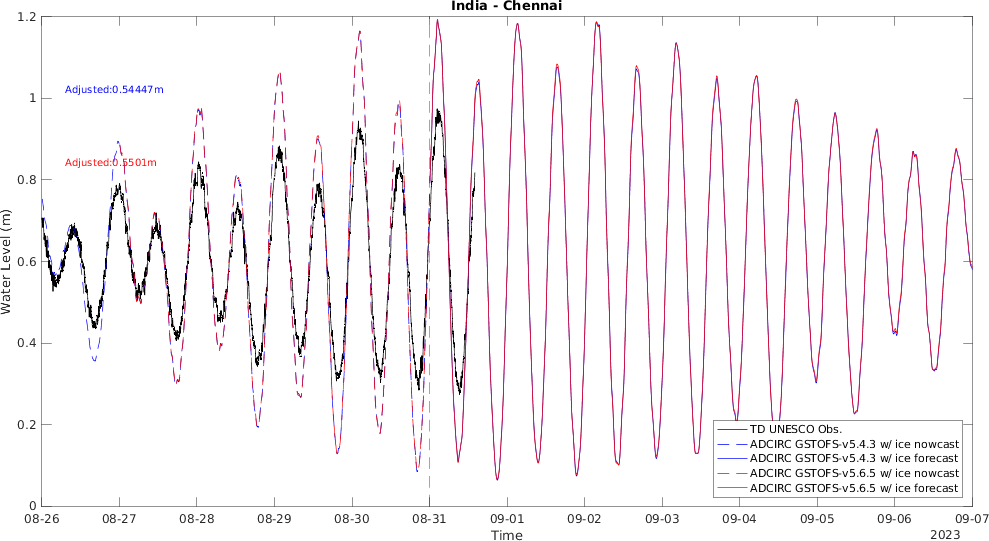 India - Chennai
1.2
1
0.8
0.6
0.4
0.2
0
Water Level (m)
Adjusted:0.54447m
Adjusted:0.5501m
TD UNESCO Obs.
ADCIRC GSTOFS-v5.4.3 w/ ice nowcast
ADCIRC GSTOFS-v5.4.3 w/ ice forecast
ADCIRC GSTOFS-v5.6.5 w/ ice nowcast
ADCIRC GSTOFS-v5.6.5 w/ ice forecast
08-26 08-27 08-28 08-29 08-30 08-31 09-01 09-02 09-03 09-04 09-05 09-06 09-07
Time
2023